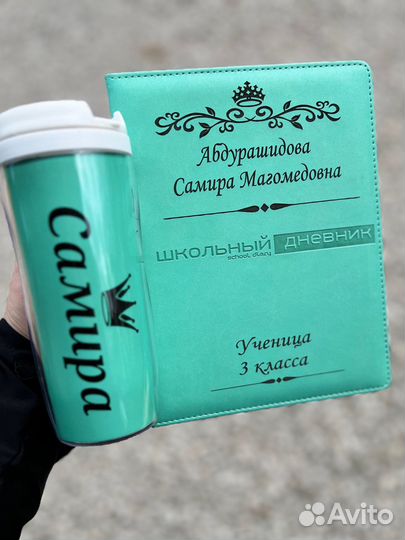 Абдурашидова
Самира Магомедовна
школьный дневник
school diary
Ученица
3 класса
Самира
Avito